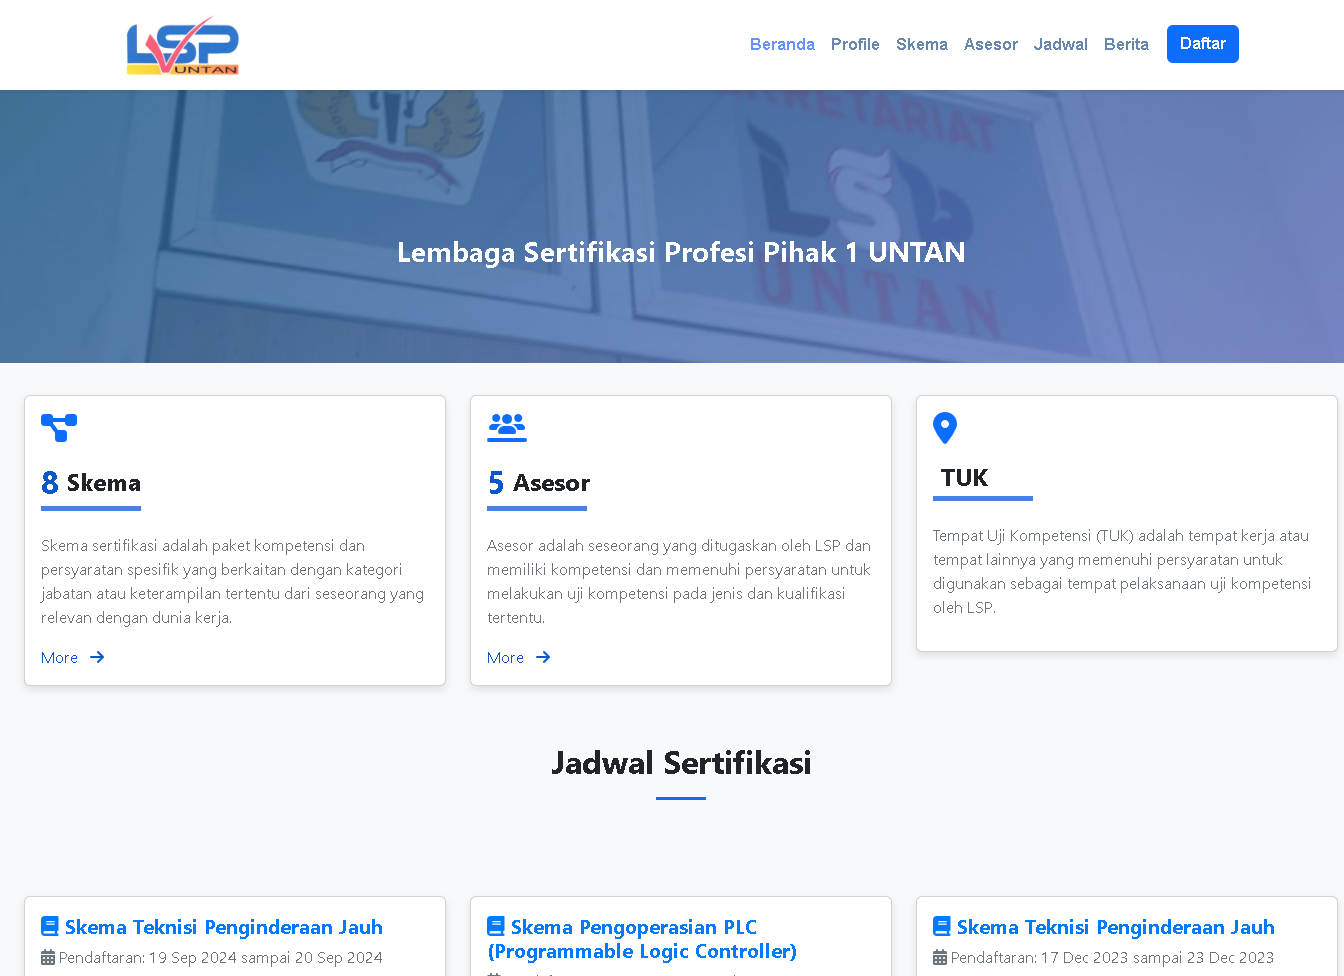 LSP
UNTAN
Beranda Profile Skema Asesor Jadwal Berita Daftar
SEKRETARIAT
LSP
UNTAN
Lembaga Sertifikasi Profesi Pihak 1 UNTAN
8 Skema
Skema sertifikasi adalah paket kompetensi dan
persyaratan spesifik yang berkaitan dengan kategori
jabatan atau keterampilan tertentu dari seseorang yang
relevan dengan dunia kerja.
More
5 Asesor
Asesor adalah seseorang yang ditugaskan oleh LSP dan
memiliki kompetensi dan memenuhi persyaratan untuk
melakukan uji kompetensi pada jenis dan kualifikasi
tertentu.
More
TUK
Tempat Uji Kompetensi (TUK) adalah tempat kerja atau
tempat lainnya yang memenuhi persyaratan untuk
digunakan sebagai tempat pelaksanaan uji kompetensi
oleh LSP.
Jadwal Sertifikasi
Skema Teknisi Penginderaan Jauh
Pendaftaran: 19 Sep 2024 sampai 20 Sep 2024
Skema Pengoperasian PLC
(Programmable Logic Controller)
Skema Teknisi Penginderaan Jauh
Pendaftaran: 17 Dec 2023 sampai 23 Dec 2023